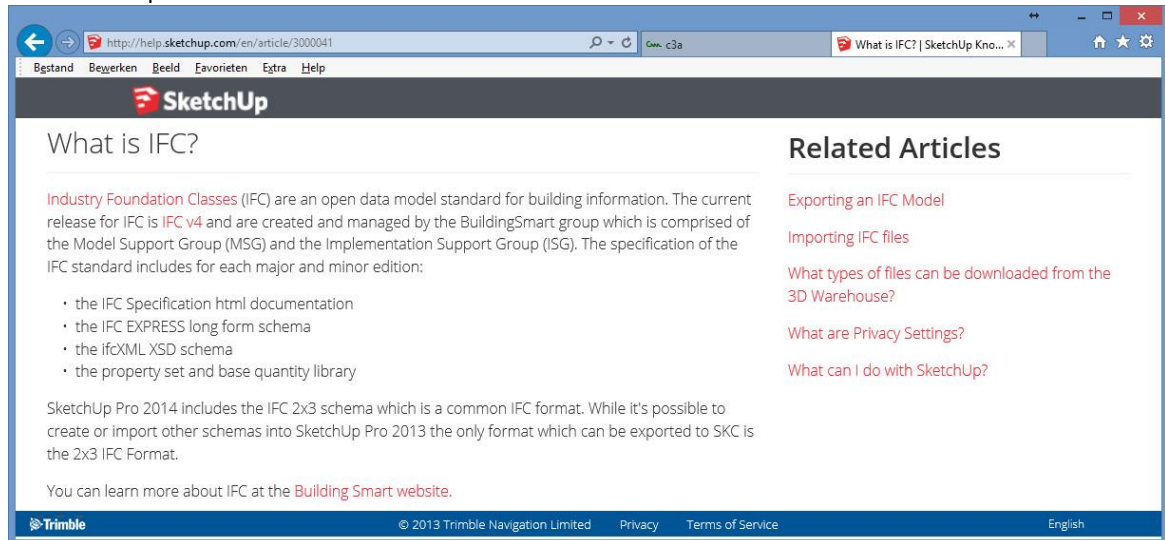 http://help.sketchup.com/en/article/3000041
c3a
What is IFC? | SketchUp Kno...
Bestand Bewerken Beeld Favorieten Extra Help
SketchUp
What is IFC?
Industry Foundation Classes (IFC) are an open data model standard for building information. The current
release for IFC is IFC v4 and are created and managed by the BuildingSmart group which is comprised of
the Model Support Group (MSG) and the Implementation Support Group (ISG). The specification of the
IFC standard includes for each major and minor edition:
• the IFC Specification html documentation
• the IFC EXPRESS long form schema
• the ifcXML XSD schema
• the property set and base quantity library
SketchUp Pro 2014 includes the IFC 2x3 schema which is a common IFC format. While it's possible to
create or import other schemas into SketchUp Pro 2013 the only format which can be exported to SKC is
the 2x3 IFC Format.
You can learn more about IFC at the Building Smart website.
Related Articles
Exporting an IFC Model
Importing IFC files
What types of files can be downloaded from the
3D Warehouse?
What are Privacy Settings?
What can I do with SketchUp?
Trimble
© 2013 Trimble Navigation Limited Privacy Terms of Service
English